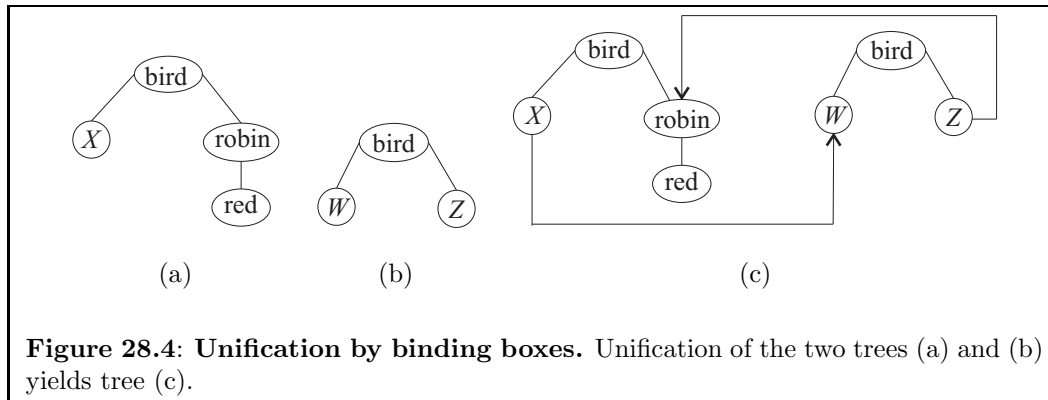 bird
X
robin
red
(a)
bird
W
Z
(b)
bird
X
robin
red
bird
W
Z
(c)
Figure 28.4: Unification by binding boxes. Unification of the two trees (a) and (b)
yields tree (c).